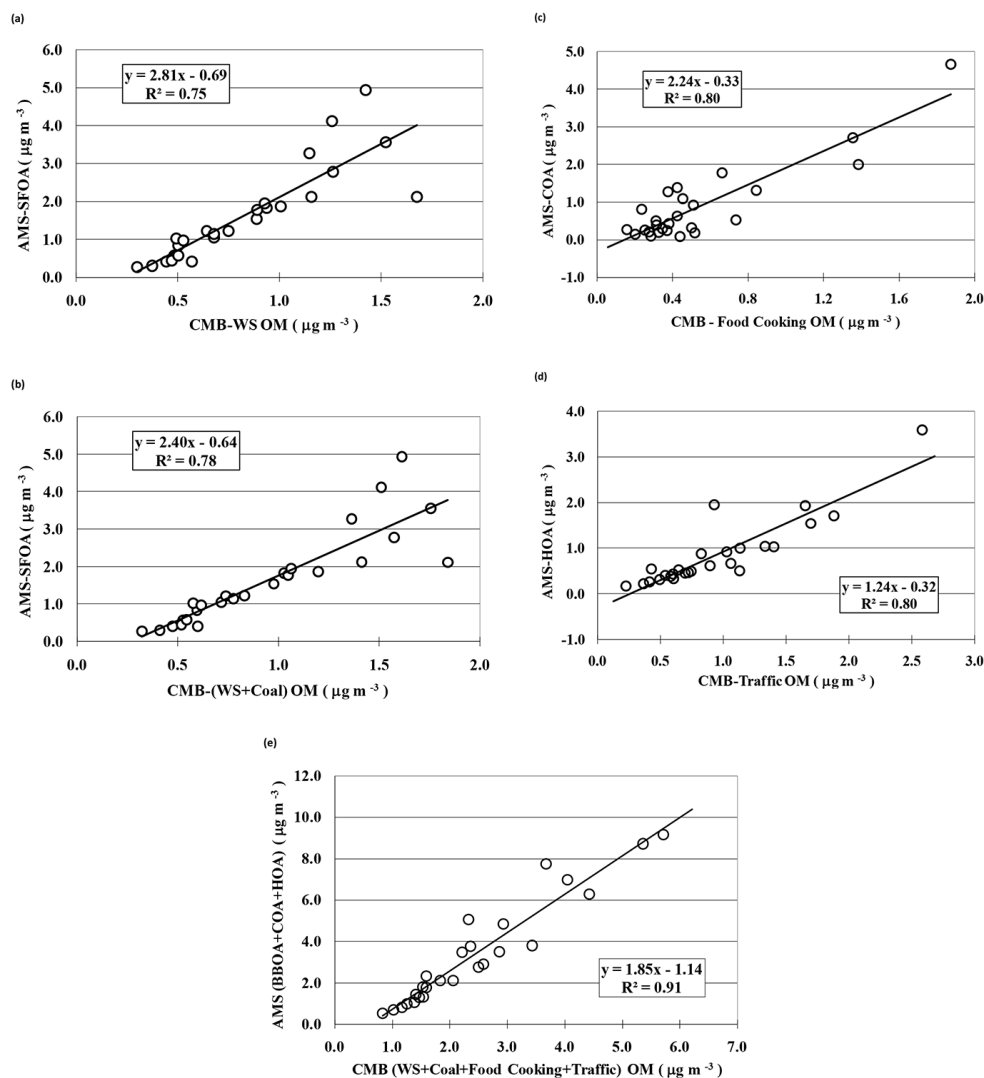 (a)
6.0
5.0
4.0
3.0
2.0
1.0
0.0
0.0 0.5 1.0 1.5 2.0
AMS-SFOA ( μg m -3 )
CMB-WS OM ( μg m -3 )
y = 2.81x - 0.69
R² = 0.75
(c)
5.0
4.0
3.0
2.0
1.0
0.0
-1.0
0.0 0.4 0.8 1.2 1.6 2.0
AMS-COA ( μg m -3 )
CMB - Food Cooking OM ( μg m -3 )
y = 2.24x - 0.33
R² = 0.80
(b)
6.0
5.0
4.0
3.0
2.0
1.0
0.0
0.0 0.5 1.0 1.5 2.0
AMS-SFOA ( μg m -3 )
CMB-(WS+Coal) OM ( μg m -3 )
y = 2.40x - 0.64
R² = 0.78
(d)
4.0
3.0
2.0
1.0
0.0
-1.0
0.0 0.5 1.0 1.5 2.0 2.5 3.0
AMS-HOA ( μg m -3 )
CMB-Traffic OM ( μg m -3 )
y = 1.24x - 0.32
R² = 0.80
(e)
12.0
10.0
8.0
6.0
4.0
2.0
0.0
0.0 1.0 2.0 3.0 4.0 5.0 6.0 7.0
AMS (BBOA+COA+HOA) ( μg m -3 )
CMB (WS+Coal+Food Cooking+Traffic) OM ( μg m -3 )
y = 1.85x - 1.14
R² = 0.91